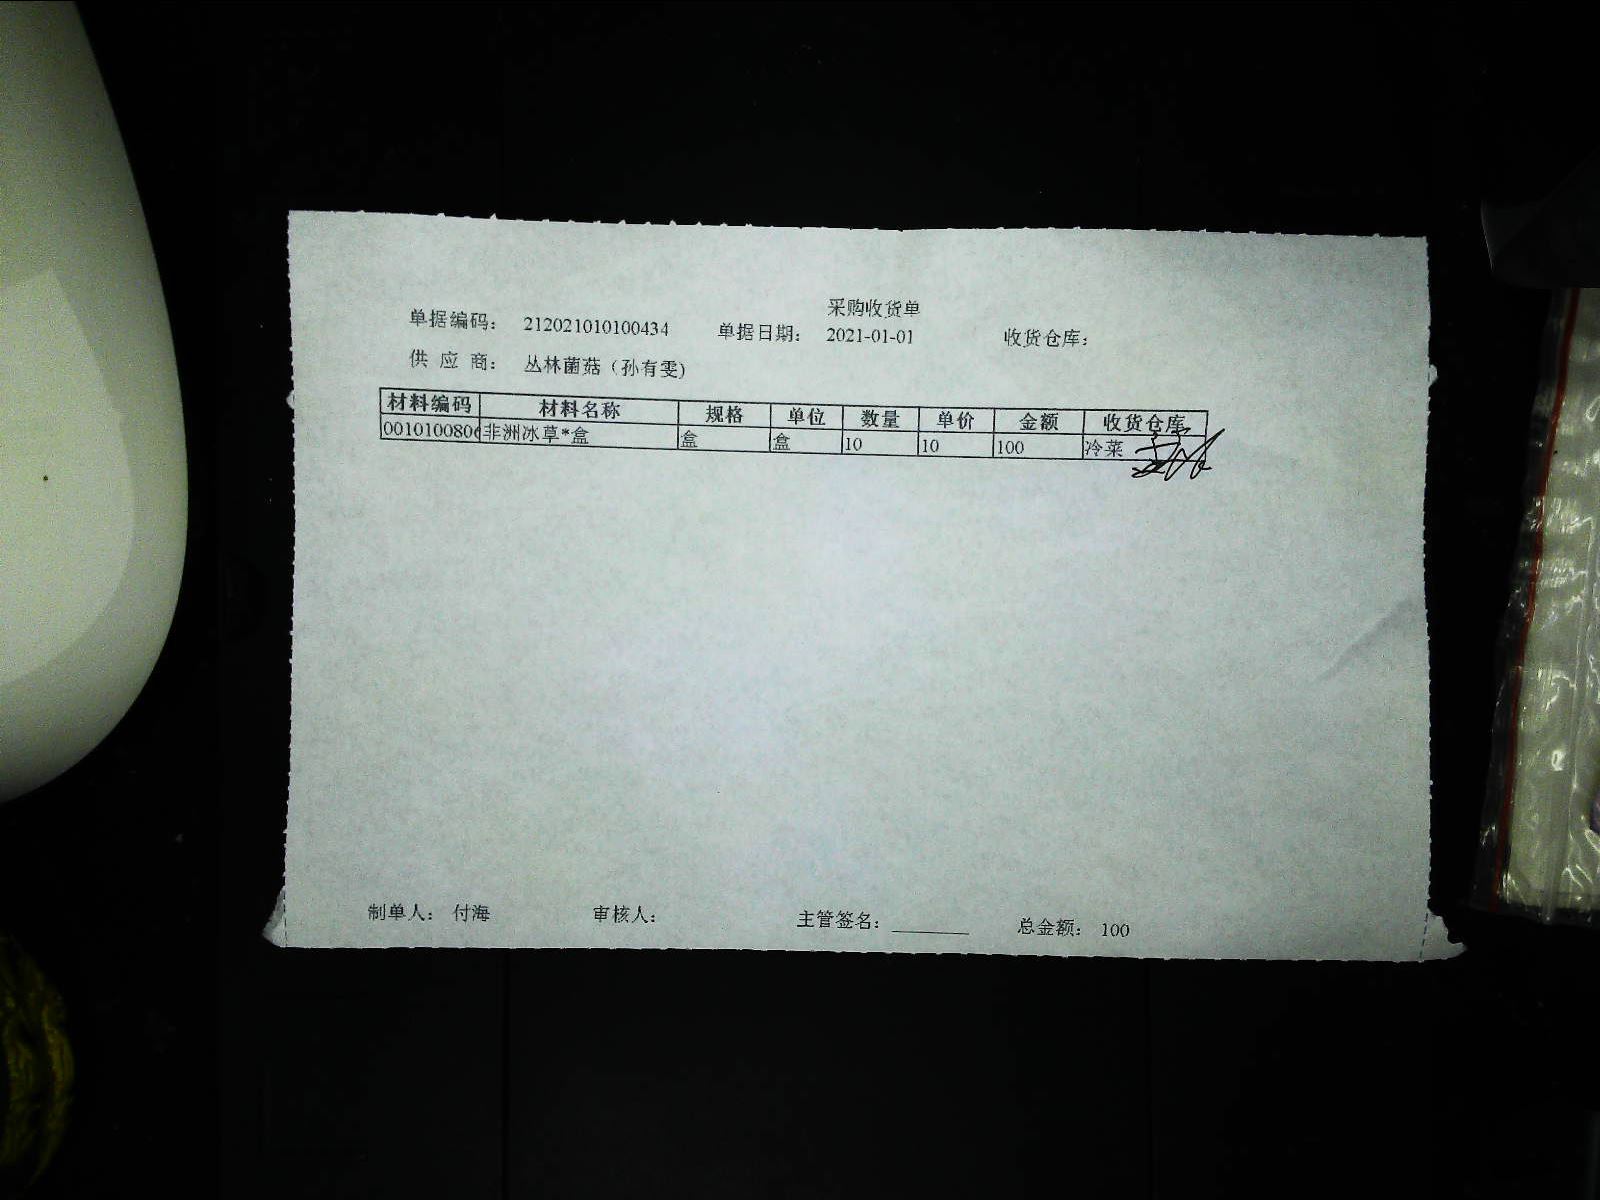 采购收货单
单据编码： 212021010100434 单据日期： 2021-01-01 收货仓库：
供 应 商： 丛林菌菇（孙有雯）
材料编码 材料名称 规格 单位 数量 单价 金额 收货仓库
0010100806 非洲冰草*盒 盒 盒 10 10 100 冷菜
制单人： 付海 审核人： 主管签名： 总金额： 100